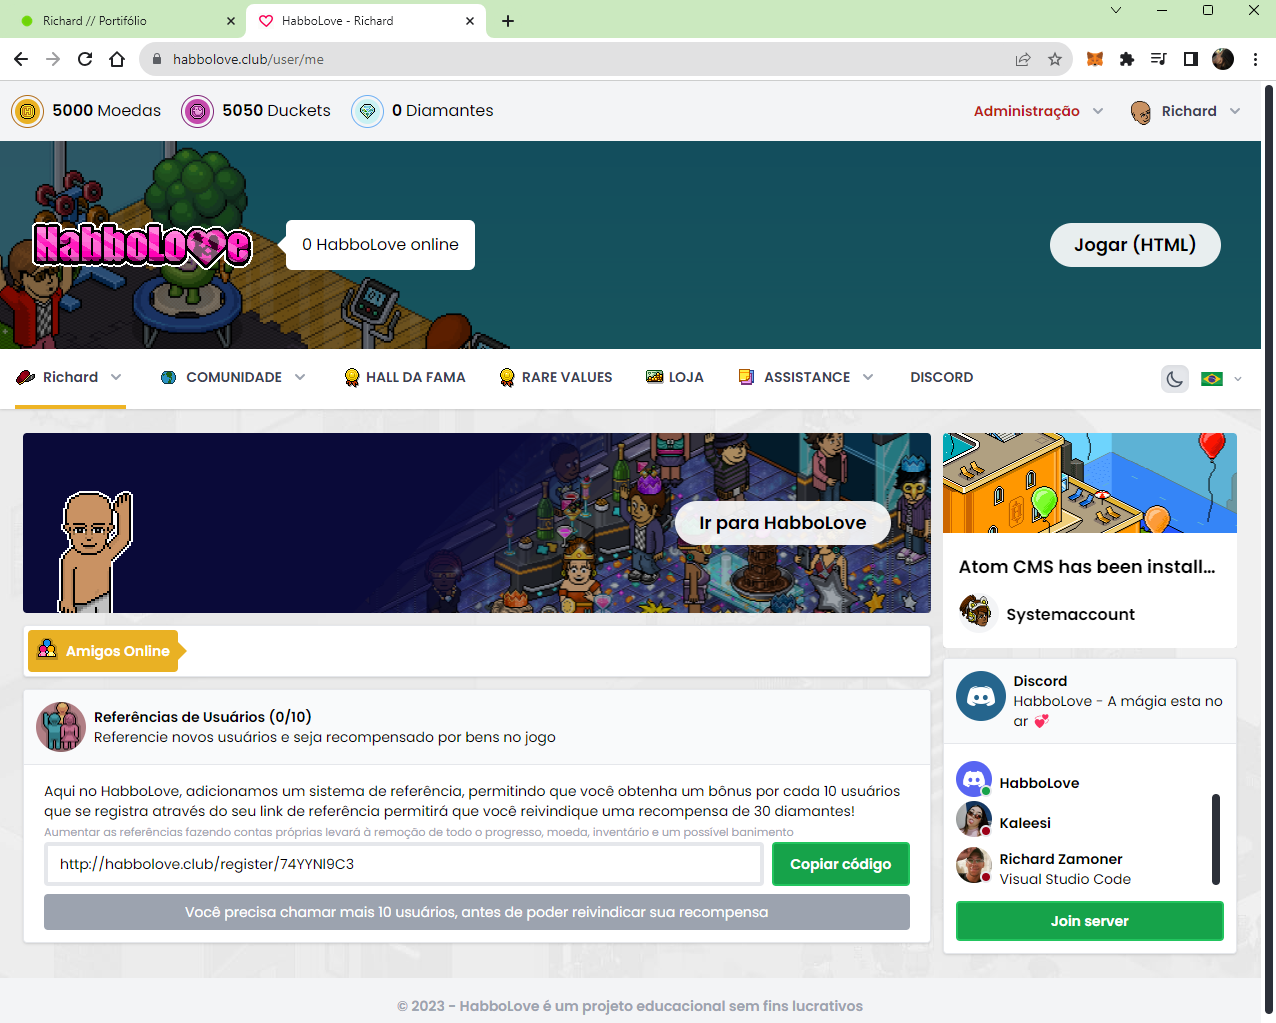 Richard // Portifólio
HabboLove - Richard
habbolove.club/user/me
5000 Moedas
5050 Duckets
0 Diamantes
Administração
Richard
HabboLove
0 HabboLove online
Jogar (HTML)
Richard
COMUNIDADE
HALL DA FAMA
RARE VALUES
LOJA
ASSISTANCE
DISCORD
Ir para HabboLove
Atom CMS has been install...
Systemaccount
Amigos Online
Discord
HabboLove - A mágia esta no
ar 💞
Referências de Usuários (0/10)
Referencie novos usuários e seja recompensado por bens no jogo
Aqui no HabboLove, adicionamos um sistema de referência, permitindo que você obtenha um bônus por cada 10 usuários
que se registra através do seu link de referência permitirá que você reivindique uma recompensa de 30 diamantes!
Aumentar as referências fazendo contas próprias levará à remoção de todo o progresso, moeda, inventário e um possível banimento
http://habbolove.club/register/74YYNI9C3
Copiar código
Você precisa chamar mais 10 usuários, antes de poder reivindicar sua recompensa
HabboLove
Kaleesi
Richard Zamoner
Visual Studio Code
Join server
© 2023 - HabboLove é um projeto educacional sem fins lucrativos